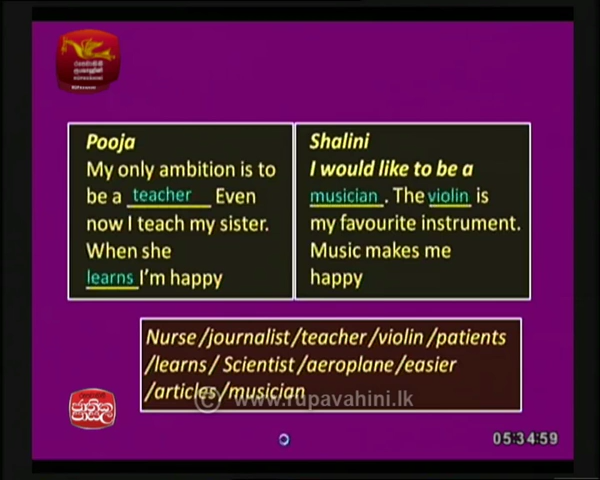 Pooja
My only ambition is to
be a teacher Even
now I teach my sister.
When she
learns I'm happy
Shalini
I would like to be a
musician. The violin is
my favourite instrument.
Music makes me
happy
Nurse/journalist/teacher/violin/patients
/learns/ Scientist/aeroplane/easier
/articles/musician
© www.rupavahini.lk
05:34:59